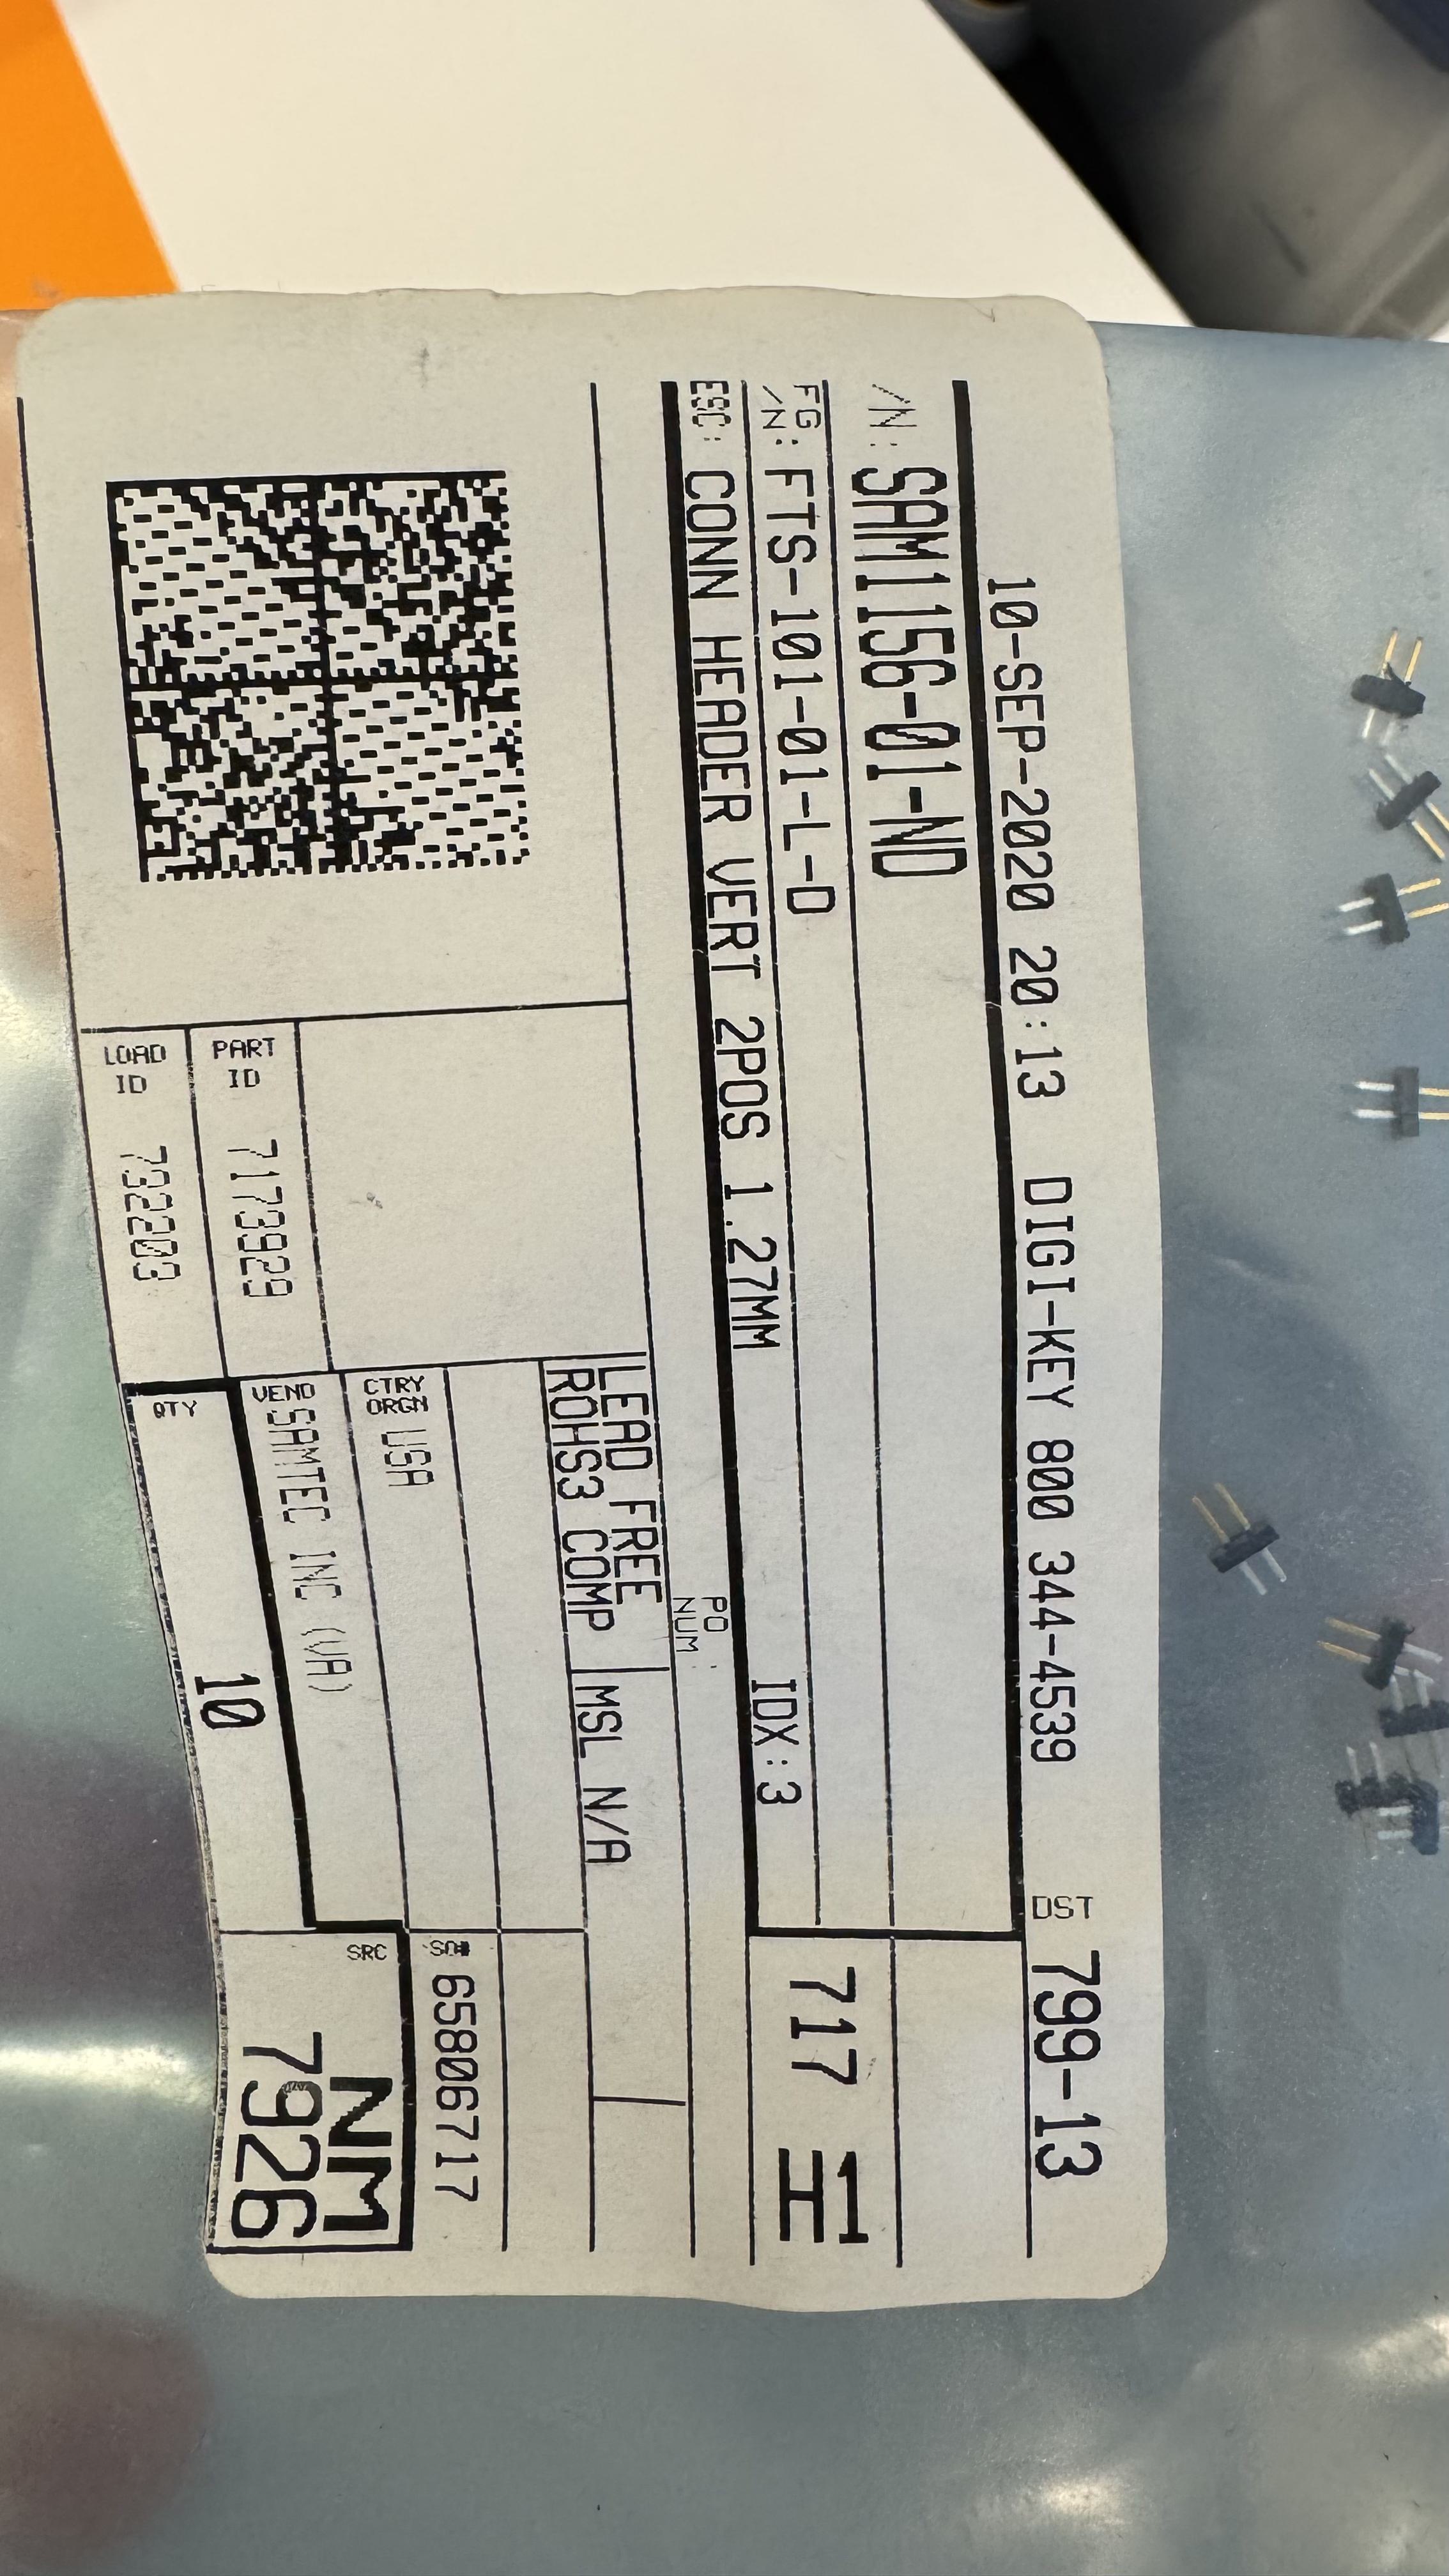 10-SEP-2020 20:13 DIGI-KEY 800 344-4539 DST 799-13
/N: SAM1156-01-ND
FG /N: FTS-101-01-L-D
717 H1
ESC: CONN HEADER VERT 2POS 1.27MM IDX:3
PO NUM:
LEAD FREE
ROHS3 COMP
MSL N/A
CTRY ORGN USA
SO# 65806717
PART ID 7173929
VEND SAMTEC INC (VA)
LOAD ID 732203
QTY 10
SRC NM
7926